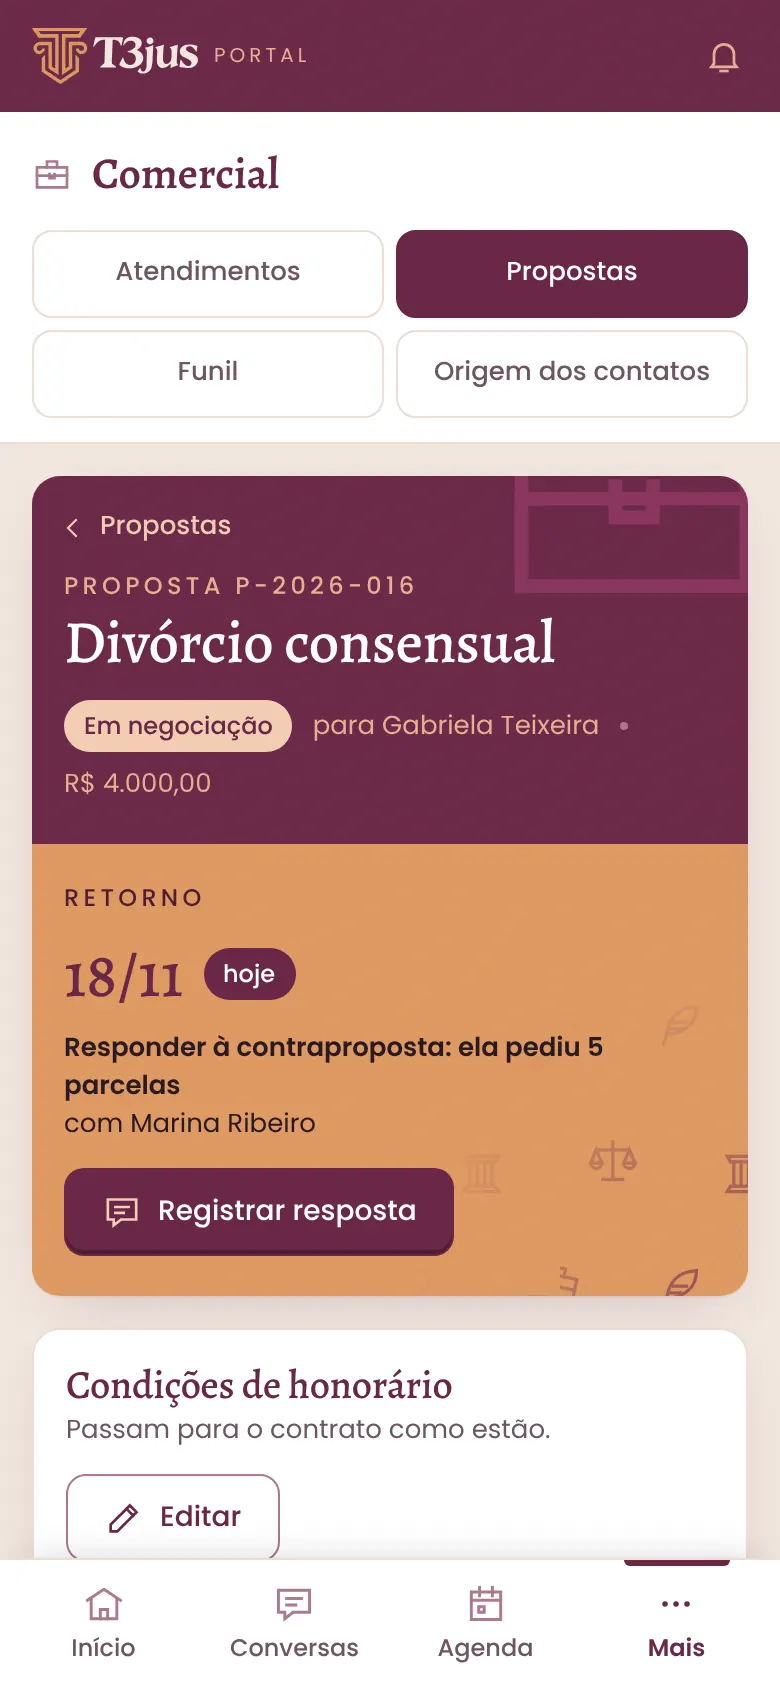 T3jus PORTAL
Comercial
Atendimentos
Propostas
Funil
Origem dos contatos
Propostas
PROPOSTA P-2026-016
Divórcio consensual
Em negociação para Gabriela Teixeira •
R$ 4.000,00
RETORNO
18/11 hoje
Responder à contraproposta: ela pediu 5
parcelas
com Marina Ribeiro
Registrar resposta
Condições de honorário
Passam para o contrato como estão.
Editar
Início
Conversas
Agenda
Mais